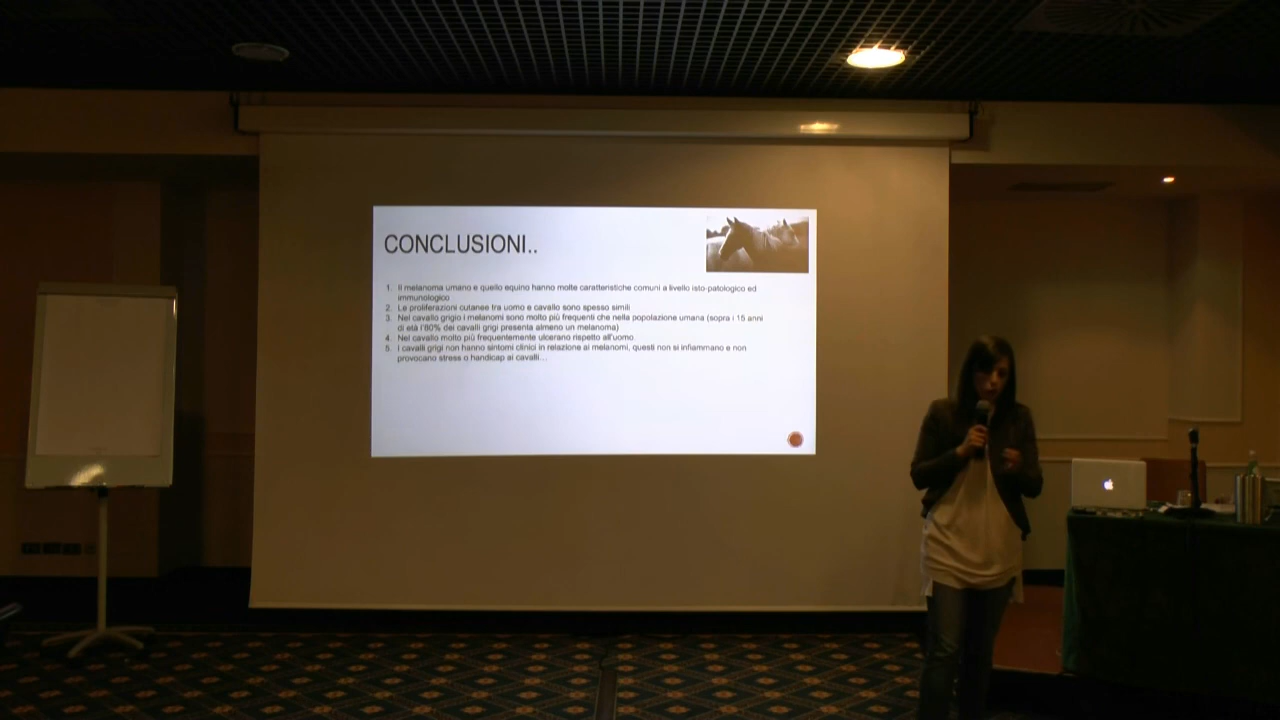 CONCLUSIONI..
1. Il melanoma umano e quello equino hanno molte caratteristiche comuni a livello isto-patologico ed
immunologico
2. Le proliferazioni cutanee tra uomo e cavallo sono spesso simili
3. Nel cavallo grigio i melanomi sono molto più frequenti che nella popolazione umana (sopra i 15 anni
di età l'80% dei cavalli grigi presenta almeno un melanoma)
4. Nel cavallo molto più frequentemente ulcerano rispetto all'uomo.
5. I cavalli grigi non hanno sintomi clinici in relazione ai melanomi, questi non si infiammano e non
provocano stress o handicap ai cavalli…